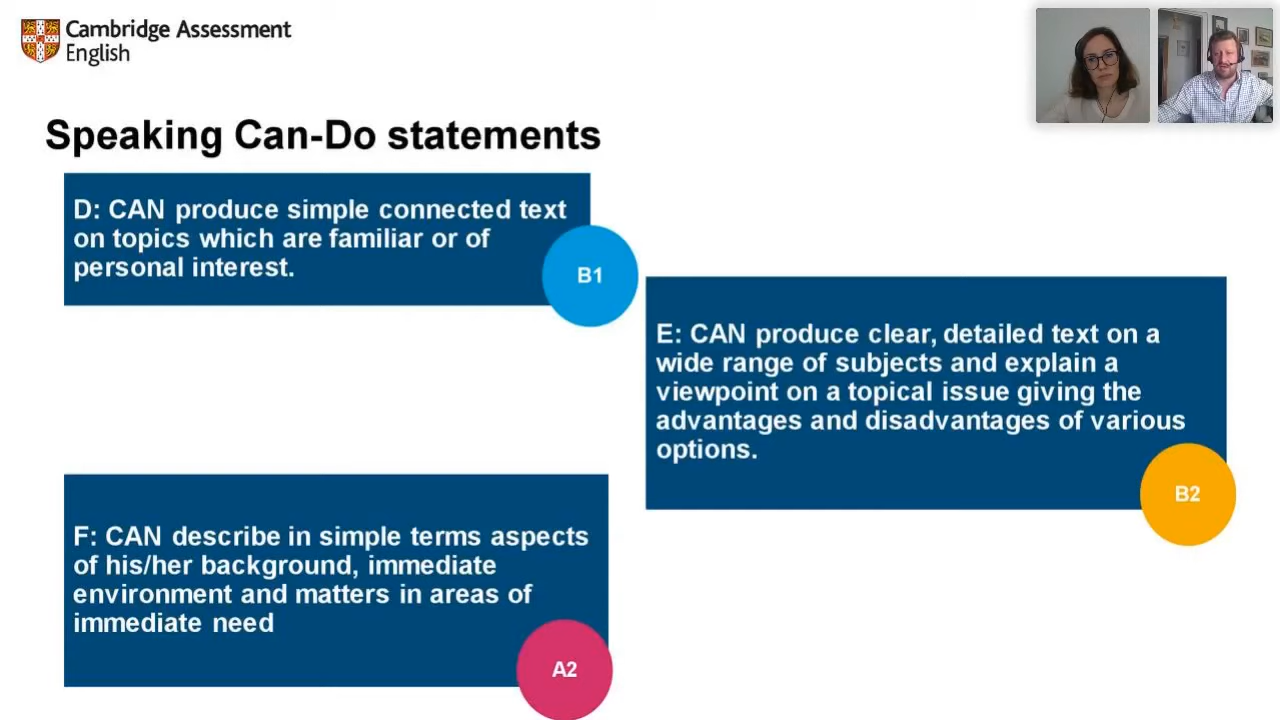 Cambridge Assessment
English
Speaking Can-Do statements
D: CAN produce simple connected text
on topics which are familiar or of
personal interest.
B1
E: CAN produce clear, detailed text on a
wide range of subjects and explain a
viewpoint on a topical issue giving the
advantages and disadvantages of various
options.
B2
F: CAN describe in simple terms aspects
of his/her background, immediate
environment and matters in areas of
immediate need
A2